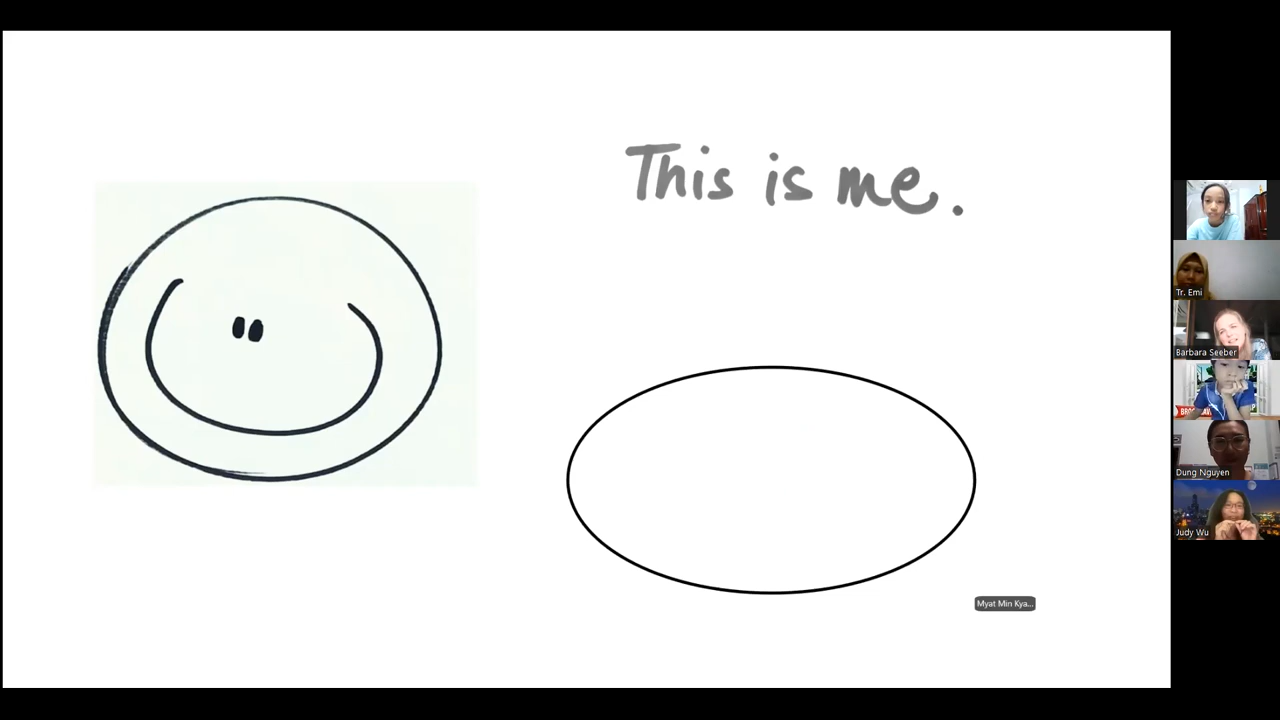 This is me.
Tr. Emi
Barbara Seeber
Dung Nguyen
Judy Wu
Myat Min Kya...